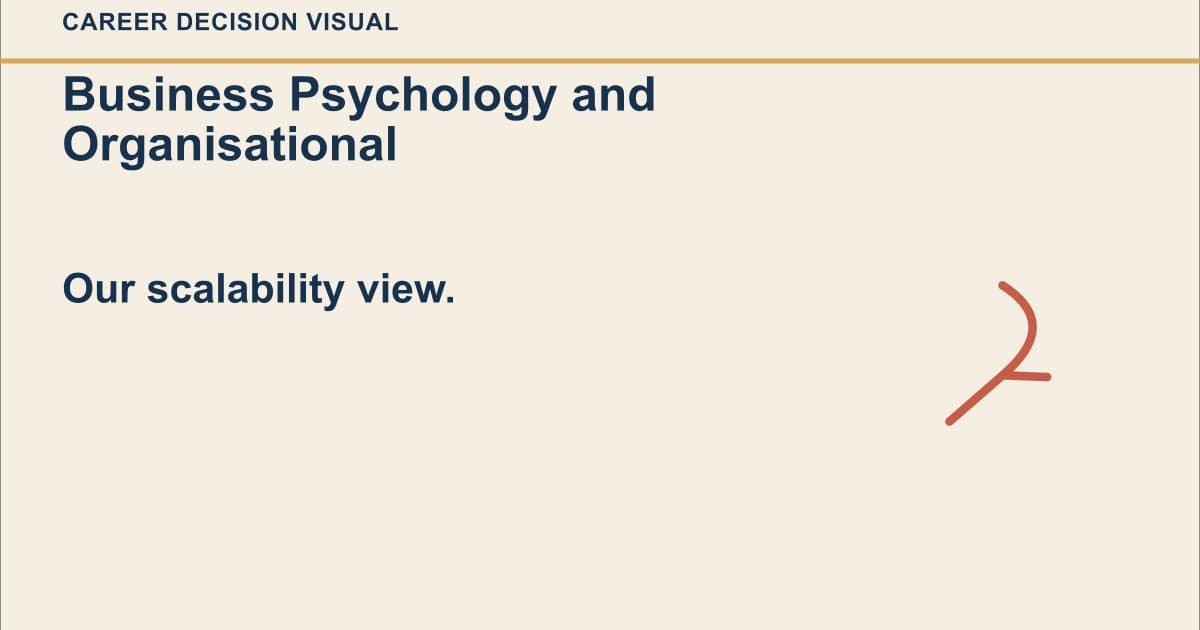 CAREER DECISION VISUAL
Business Psychology and
Organisational
Our scalability view.